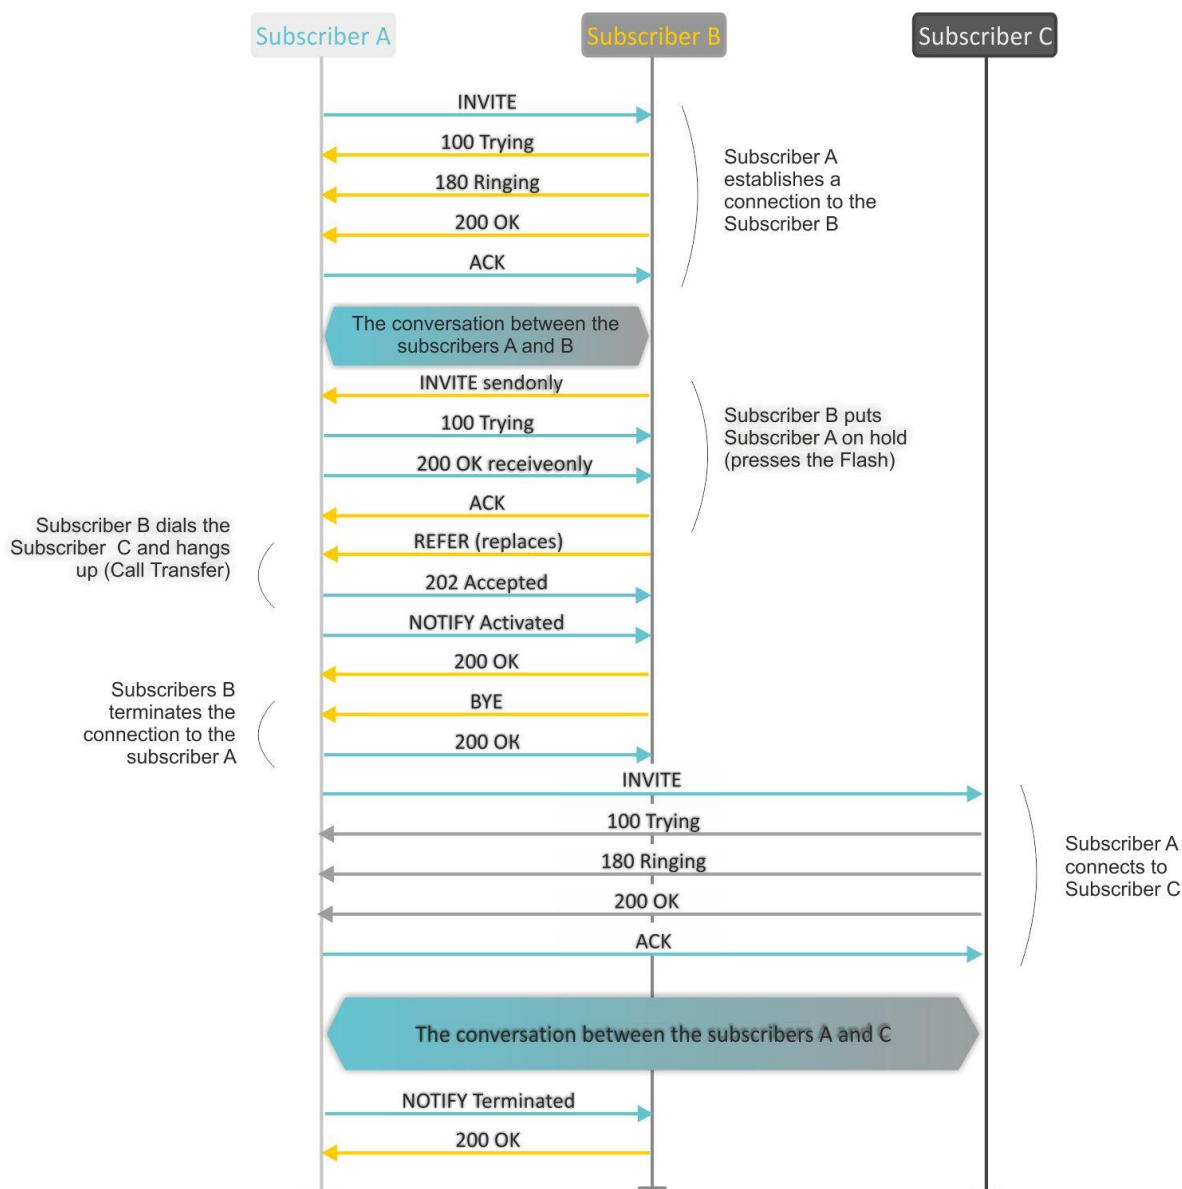 Subscriber A
Subscriber B
Subscriber C
INVITE
100 Trying
180 Ringing
200 OK
ACK
Subscriber A
establishes a
connection to the
Subscriber B
The conversation between the
subscribers A and B
INVITE sendonly
100 Trying
200 OK receiveonly
ACK
Subscriber B puts
Subscriber A on hold
(presses the Flash)
REFER (replaces)
202 Accepted
Subscriber B dials the
Subscriber C and hangs
up (Call Transfer)
NOTIFY Activated
200 OK
BYE
200 OK
Subscribers B
terminates the
connection to the
subscriber A
INVITE
100 Trying
180 Ringing
200 OK
ACK
Subscriber A
connects to
Subscriber C
The conversation between the subscribers A and C
NOTIFY Terminated
200 OK